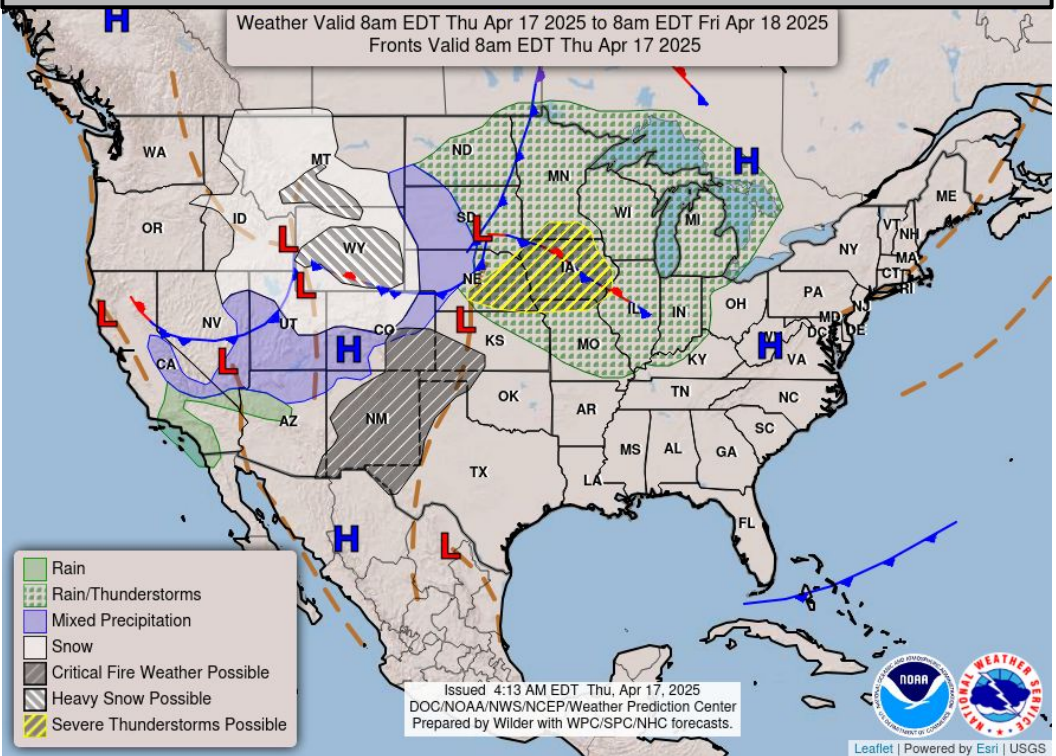 Weather Valid 8am EDT Thu Apr 17 2025 to 8am EDT Fri Apr 18 2025
Fronts Valid 8am EDT Thu Apr 17 2025
H
WA
MT
ND
MN
H
ME
OR
ID
SD
L
WI
MI
VT
NH
NY
MA
CT
RI
L
WY
NE
IA
L
L
NV
UT
CO
L
KS
IL
IN
OH
PA
NJ
MD
DE
DC
WV
H
VA
H
CA
L
MO
KY
AZ
NM
OK
AR
TN
NC
SC
TX
MS
AL
GA
LA
FL
H
L
Rain
Rain/Thunderstorms
Mixed Precipitation
Snow
Critical Fire Weather Possible
Heavy Snow Possible
Severe Thunderstorms Possible
Issued 4:13 AM EDT Thu, Apr 17, 2025
DOC/NOAA/NWS/NCEP/Weather Prediction Center
Prepared by Wilder with WPC/SPC/NHC forecasts.
NOAA
NATIONAL WEATHER SERVICE
Leaflet | Powered by Esri | USGS